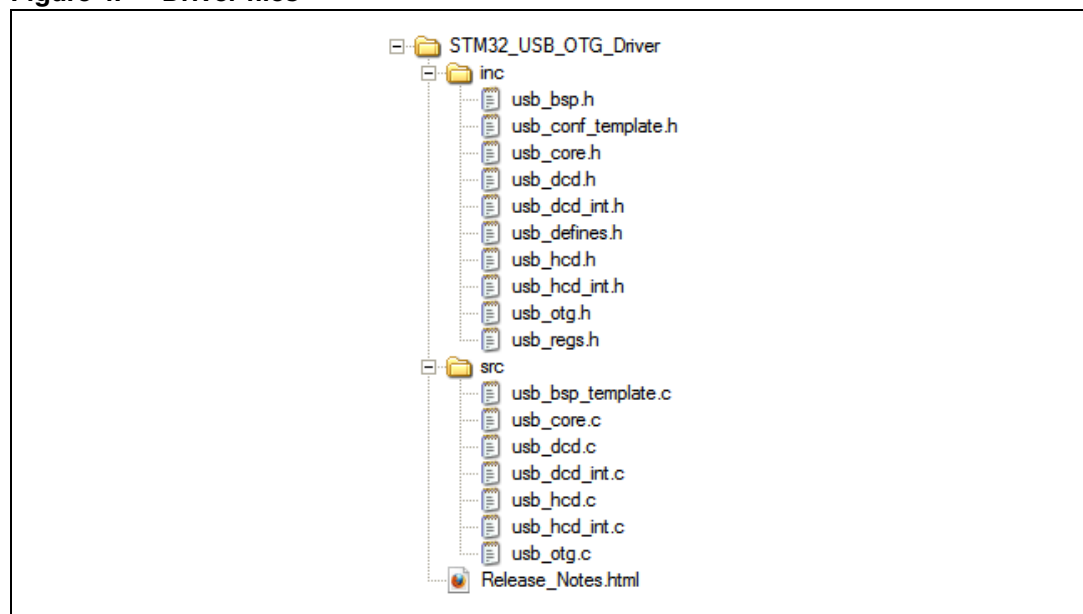 STM32_USB_OTG_Driver
inc
usb_bsp.h
usb_conf_template.h
usb_core.h
usb_dcd.h
usb_dcd_int.h
usb_defines.h
usb_hcd.h
usb_hcd_int.h
usb_otg.h
usb_regs.h
src
usb_bsp_template.c
usb_core.c
usb_dcd.c
usb_dcd_int.c
usb_hcd.c
usb_hcd_int.c
usb_otg.c
Release_Notes.html